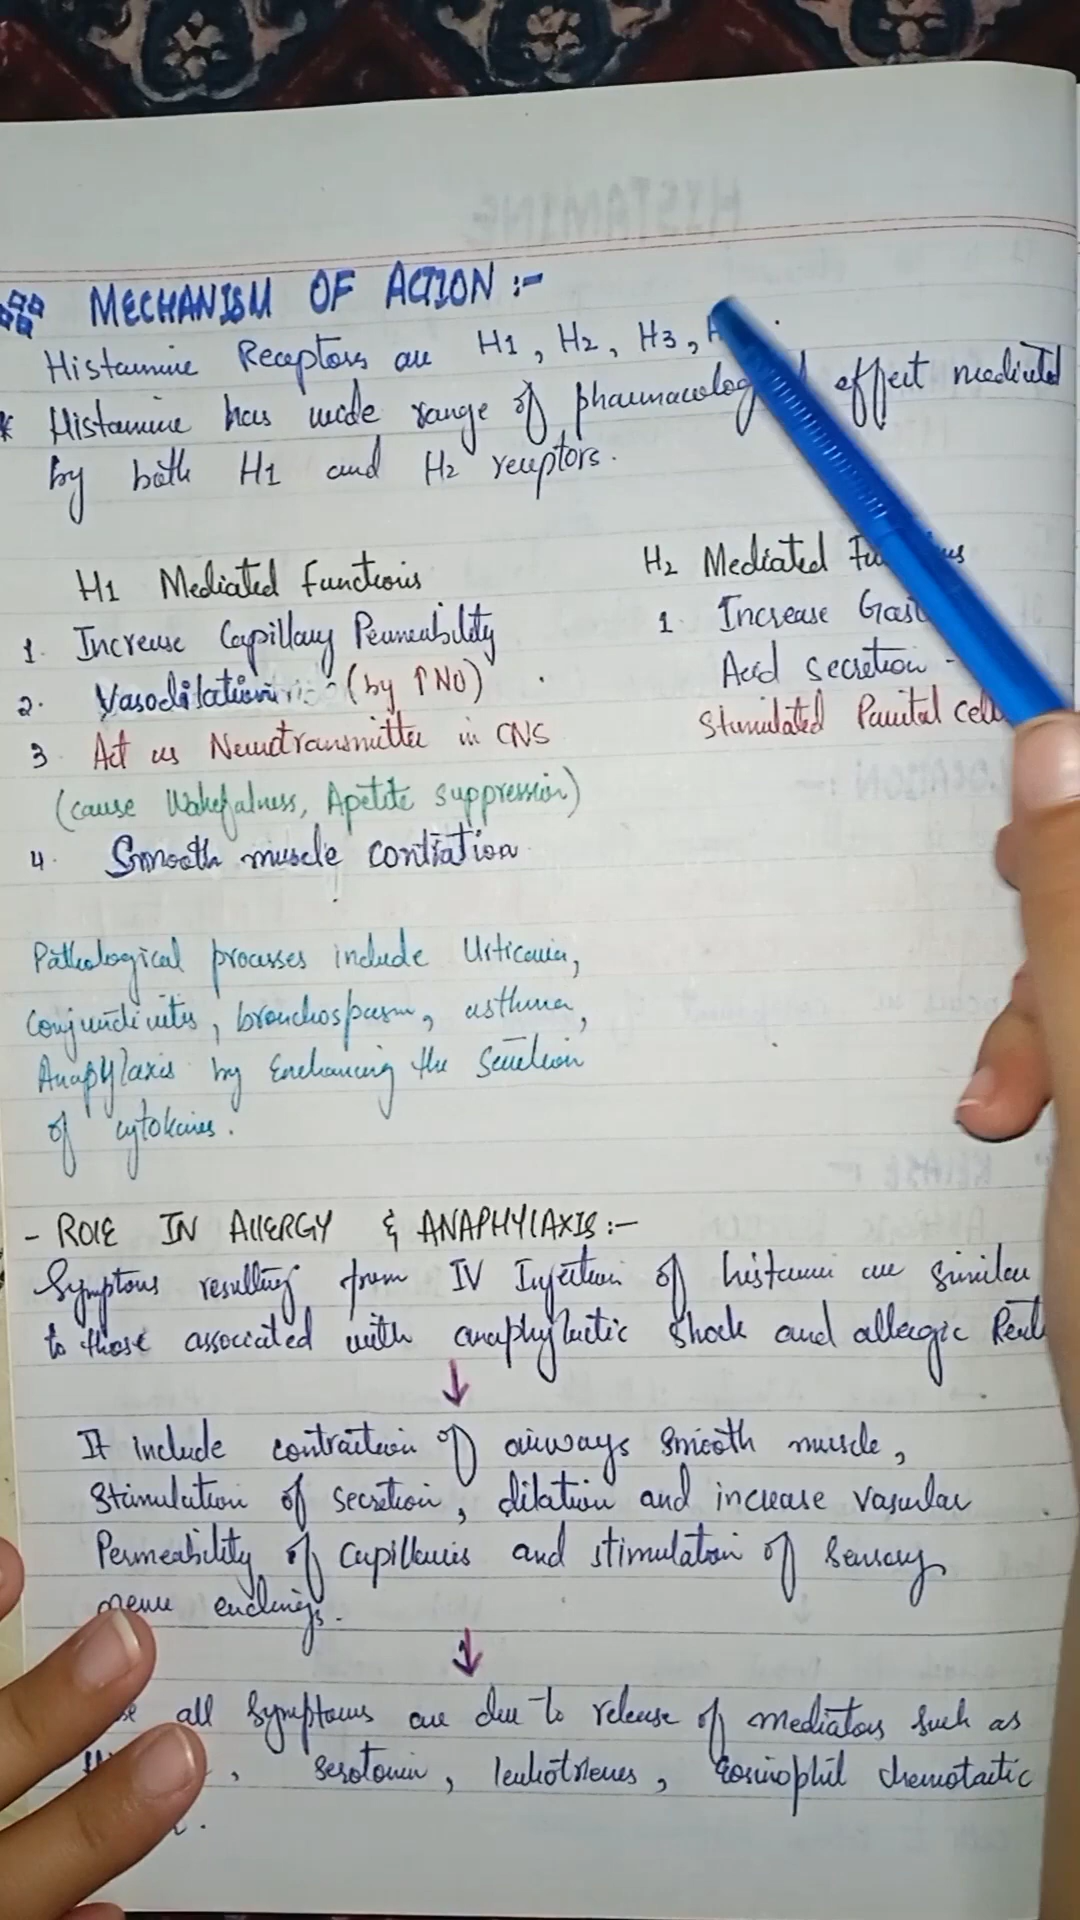 MECHANISM OF ACTION :-
Histamine Receptors are H1, H2, H3,
* Histamine has wide range of effect mediated
by both H1 and H2 receptors.
H1 Mediated Functions
1. Increase Capillary Permeability
2. Vasodilation (by ↑NO)
3 Act as Neurotransmitter in CNS
(cause Wakefulness, Apetite suppression)
4. Smooth muscle contration
H2 Mediated
1. Increase
Acid secretion -
Stimulated Parital
Pathological processes include Urticaria,
Conjunctivitis, bronchospasm, asthma,
Anaphylaxis by Enchancing the Secretion
of cytokines.
- ROLE IN AllERGY & ANAPHYlAXIS :-
Symptoms resulting from IV Injection of histamin are similar
to those associated with anaphylactic shock and allergic
↓
It include contraction of airways smooth muscle,
Stimulation of secretion, dilation and increase vascular
Permeability of capillaries and stimulation of sensory
nerve endings.
↓
all symptoms are due to release of mediators such as
, serotonin, leukotrienes, Eosinophil chemotactic